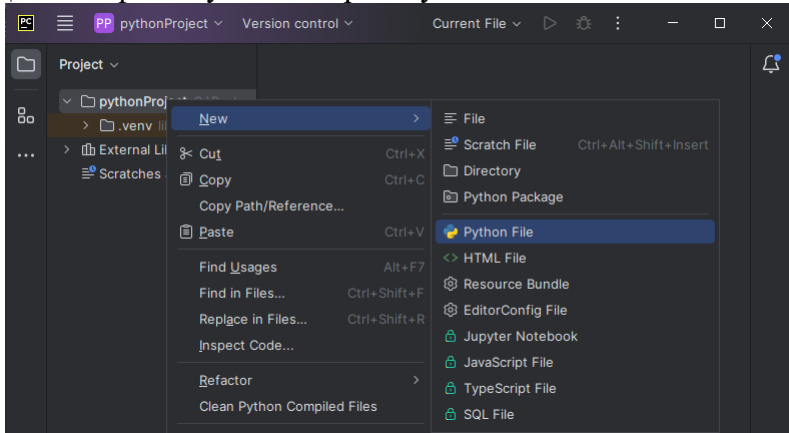 PC PP pythonProject Version control Current File
Project
pythonProj
.venv
External Lib
Scratches
New
Cut Ctrl+X
Copy Ctrl+C
Copy Path/Reference...
Paste Ctrl+V
Find Usages Alt+F7
Find in Files... Ctrl+Shift+F
Replace in Files... Ctrl+Shift+R
Inspect Code...
Refactor
Clean Python Compiled Files
File
Scratch File Ctrl+Alt+Shift+Insert
Directory
Python Package
Python File
HTML File
Resource Bundle
EditorConfig File
Jupyter Notebook
JavaScript File
TypeScript File
SQL File